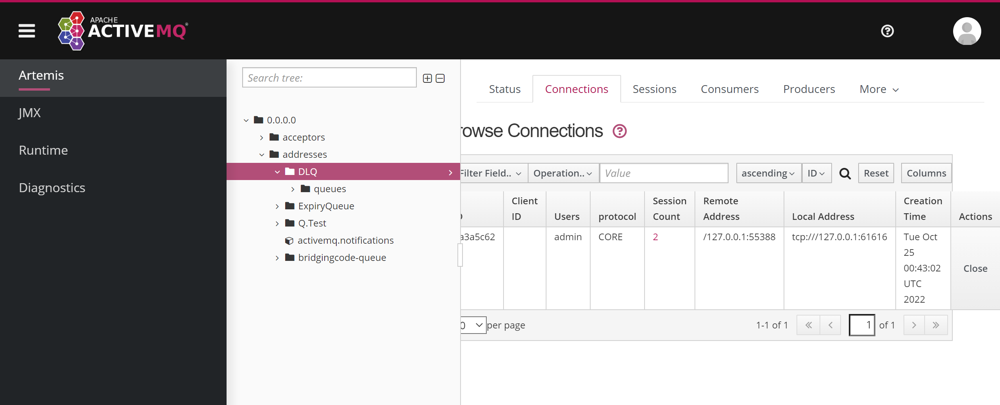 APACHE
ACTIVEMQ®
Artemis
JMX
Runtime
Diagnostics
Search tree:
0.0.0.0
acceptors
addresses
DLQ
queues
ExpiryQueue
Q.Test
activemq.notifications
bridgingcode-queue
Status Connections Sessions Consumers Producers More
rowse Connections
Filter Field.. Operation.. Value ascending ID Reset Columns
Client ID Users protocol Session Count Remote Address Local Address Creation Time Actions
a3a5c62 admin CORE 2 /127.0.0.1:55388 tcp:///127.0.0.1:61616 Tue Oct
25
00:43:02
UTC
2022
Close
0 per page 1-1 of 1 1 of 1